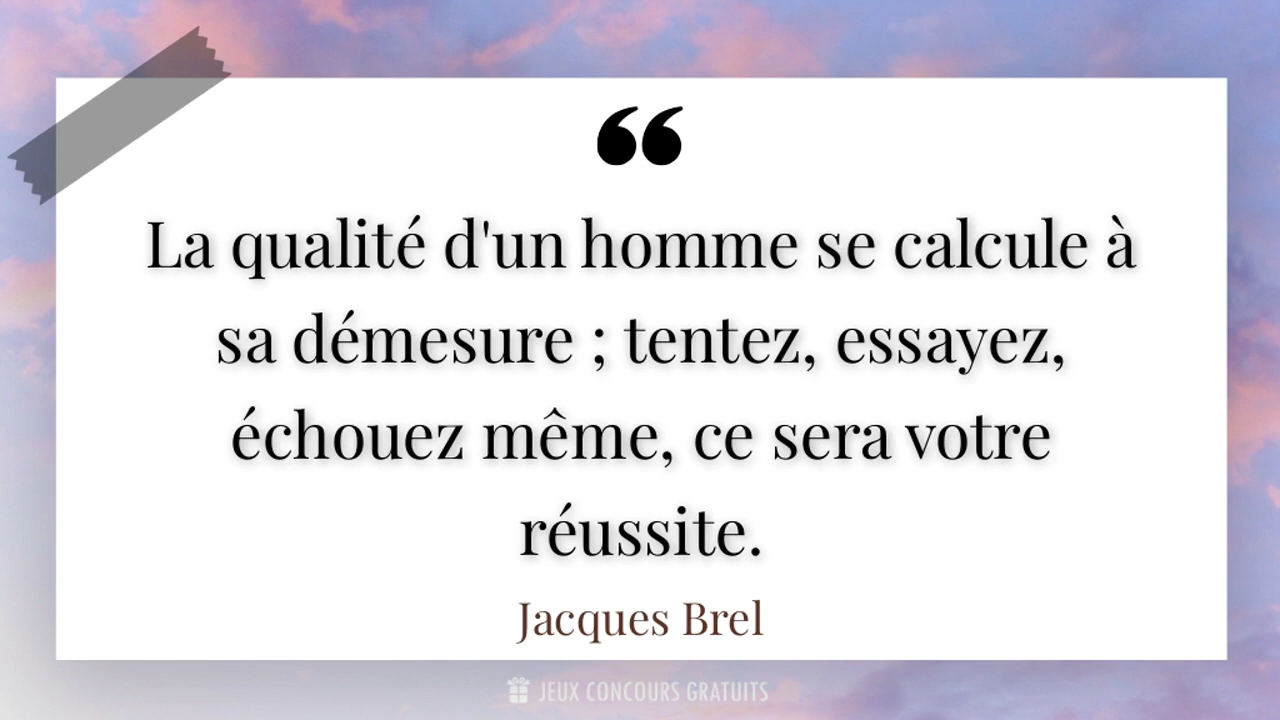 “
La qualité d'un homme se calcule à
sa démesure ; tentez, essayez,
échouez même, ce sera votre
réussite.
Jacques Brel
JEUX CONCOURS GRATUITS